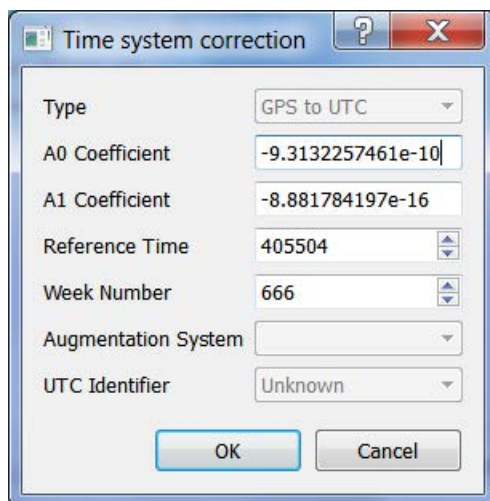 Time system correction ? X
Type GPS to UTC
A0 Coefficient -9.3132257461e-10
A1 Coefficient -8.881784197e-16
Reference Time 405504
Week Number 666
Augmentation System
UTC Identifier Unknown
OK Cancel